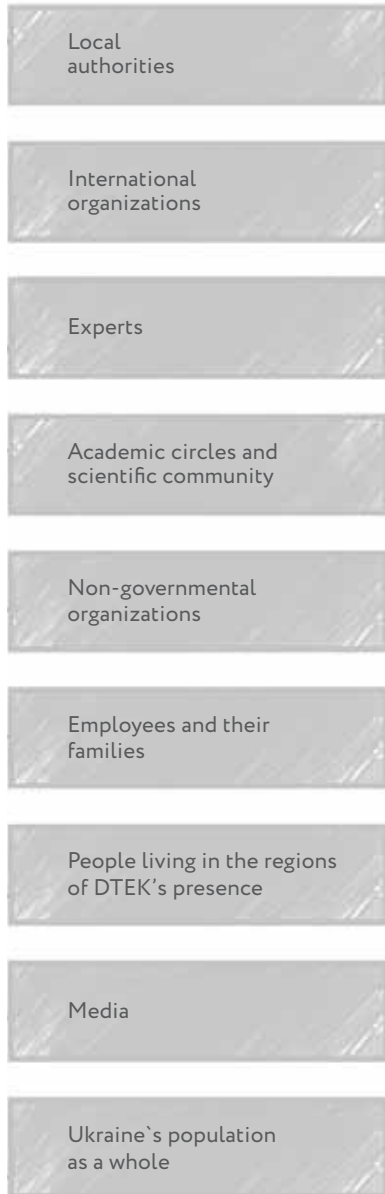 Local
authorities
International
organizations
Experts
Academic circles and
scientific community
Non-governmental
organizations
Employees and their
families
People living in the regions
of DTEK’s presence
Media
Ukraine`s population
as a whole